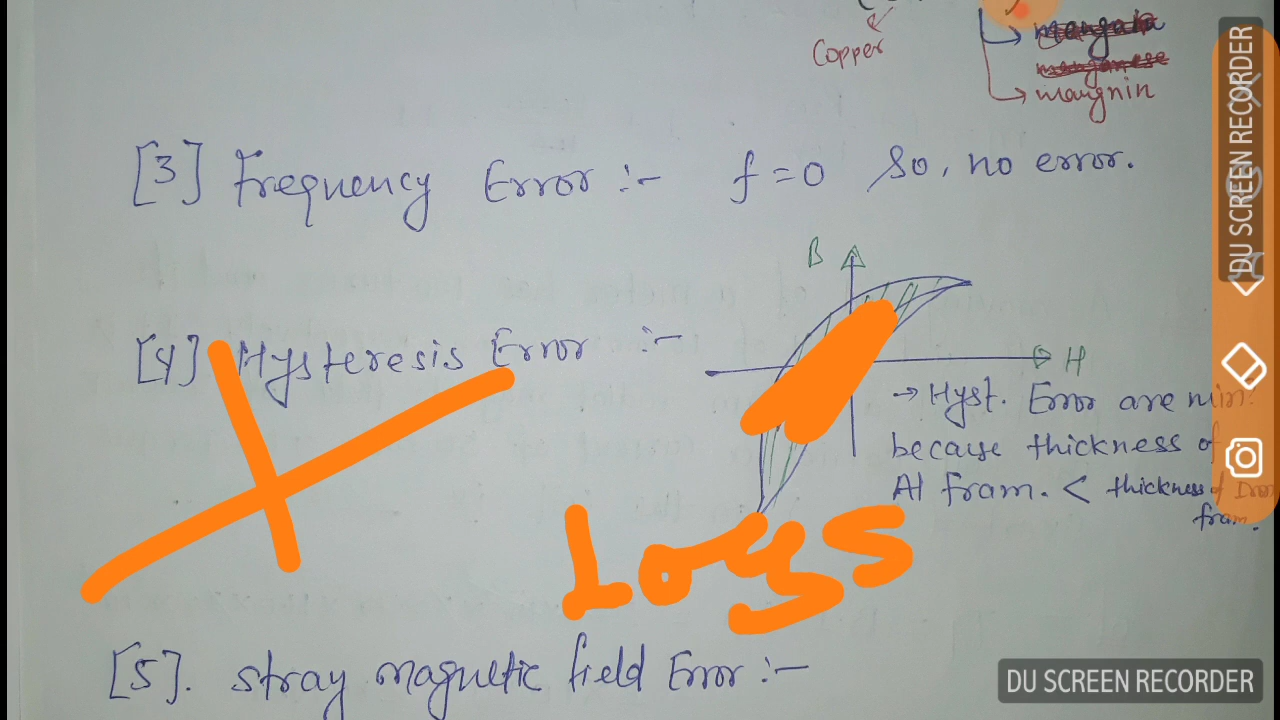 Copper
mangnin
[3] Frequency Error :- f = 0 So, no error.
B
[4] Hysteresis Error :-
H
→ Hyst. Error are min.
because thickness of
Al fram. < thickness of Iron
fram.
Loss
[5]. stray magnetic field Error :-
DU SCREEN RECORDER
DU SCREEN RECORDER